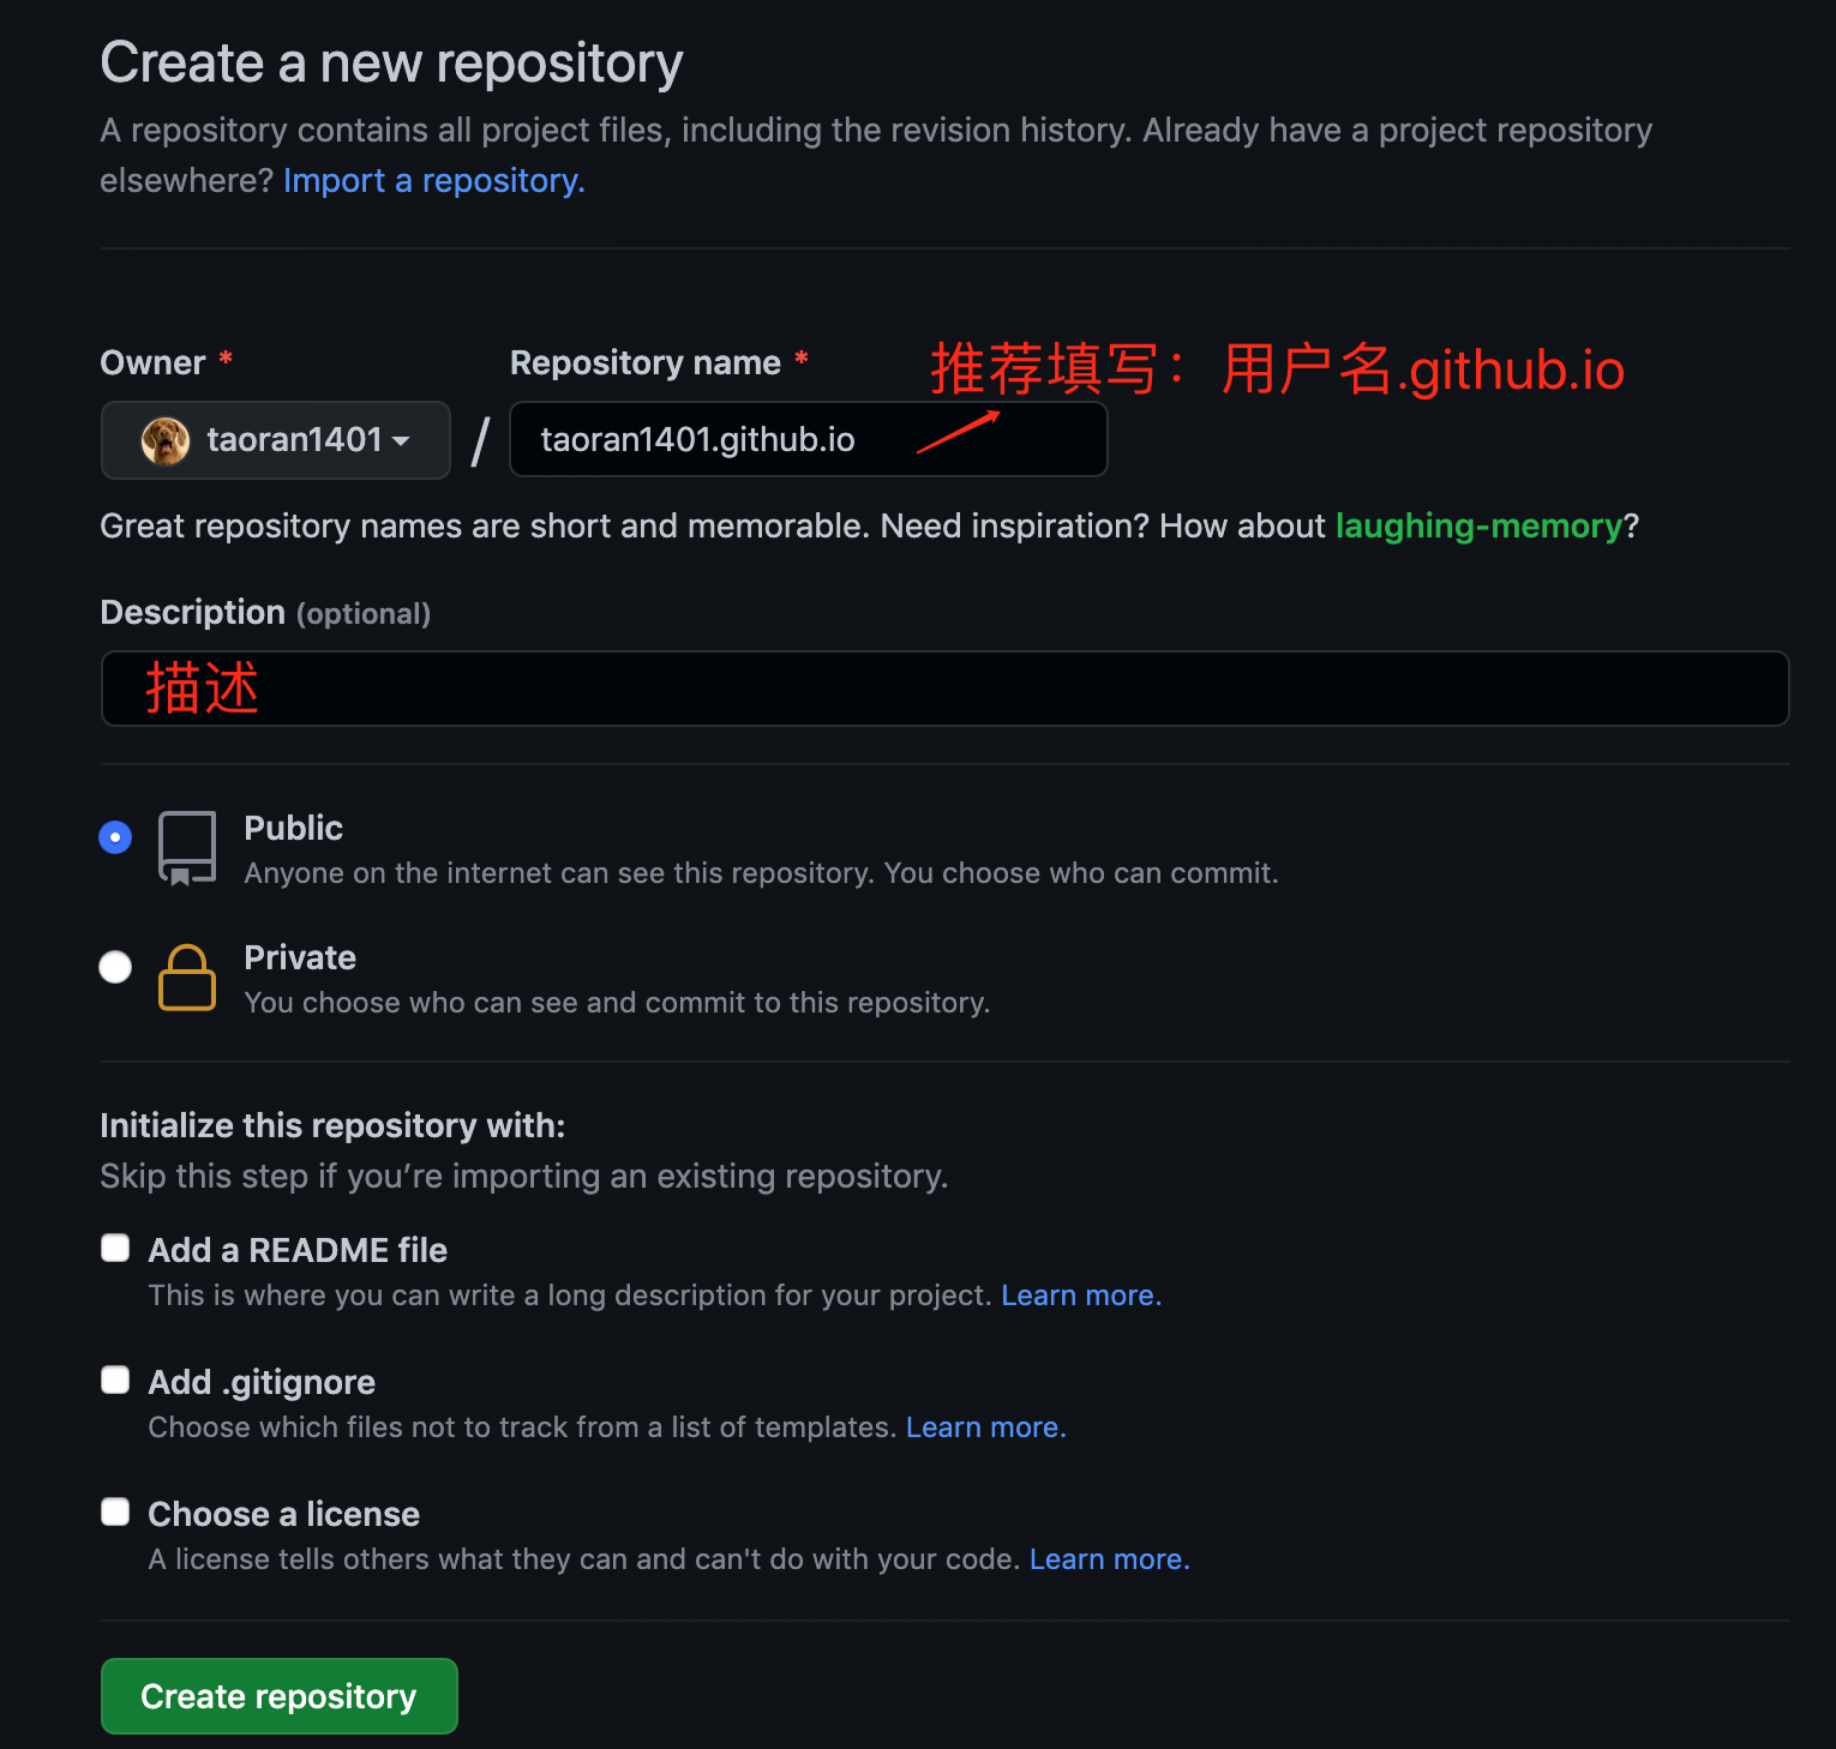 Create a new repository
A repository contains all project files, including the revision history. Already have a project repository
elsewhere? Import a repository.
Owner *
Repository name *
推荐填写：用户名.github.io
taoran1401
/
taoran1401.github.io
Great repository names are short and memorable. Need inspiration? How about laughing-memory?
Description (optional)
描述
Public
Anyone on the internet can see this repository. You choose who can commit.
Private
You choose who can see and commit to this repository.
Initialize this repository with:
Skip this step if you’re importing an existing repository.
Add a README file
This is where you can write a long description for your project. Learn more.
Add .gitignore
Choose which files not to track from a list of templates. Learn more.
Choose a license
A license tells others what they can and can't do with your code. Learn more.
Create repository